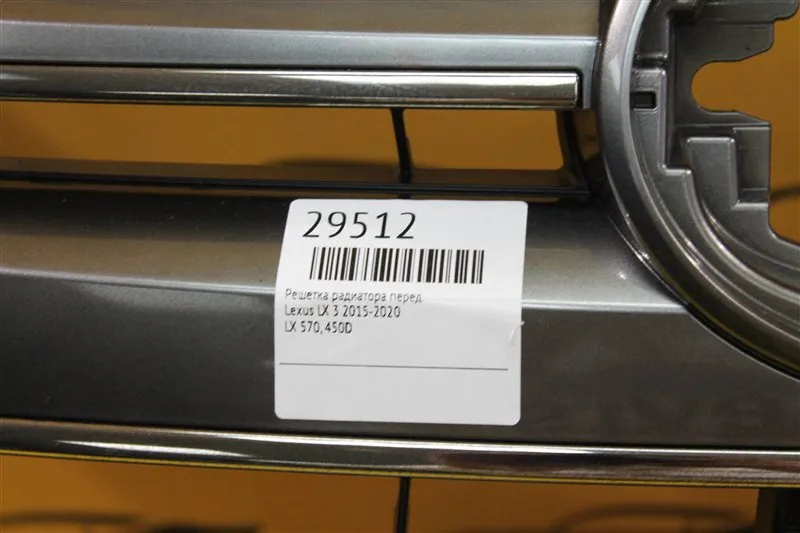 29512
Решетка радиатора перед
Lexus LX 3 2015-2020
LX 570, 450D